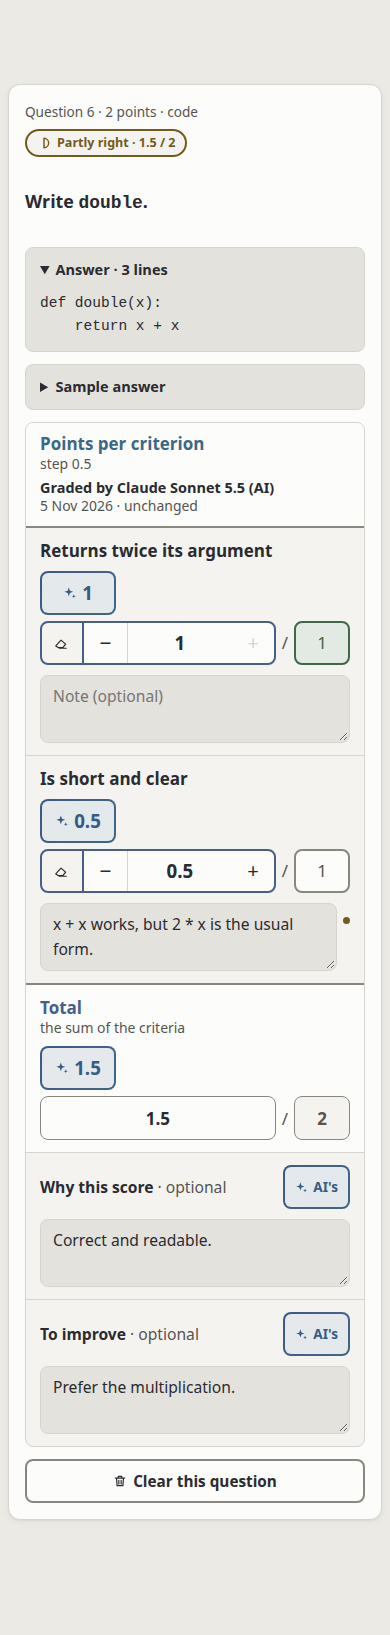 Question 6 · 2 points · code
Partly right · 1.5 / 2
Write double.
Answer · 3 lines
def double(x):
    return x + x
Sample answer
Points per criterion
step 0.5
Graded by Claude Sonnet 5.5 (AI)
5 Nov 2026 · unchanged
Returns twice its argument
1
− 1 + / 1
Note (optional)
Is short and clear
0.5
− 0.5 + / 1
x + x works, but 2 * x is the usual
form.
Total
the sum of the criteria
1.5
1.5 / 2
Why this score · optional AI's
Correct and readable.
To improve · optional AI's
Prefer the multiplication.
Clear this question